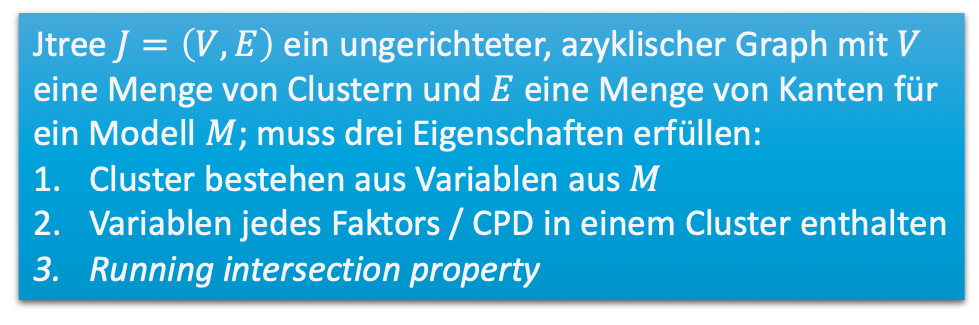 Jtree J = (V, E) ein ungerichteter, azyklischer Graph mit V
eine Menge von Clustern und E eine Menge von Kanten für
ein Modell M; muss drei Eigenschaften erfüllen:
1. Cluster bestehen aus Variablen aus M
2. Variablen jedes Faktors / CPD in einem Cluster enthalten
3. Running intersection property